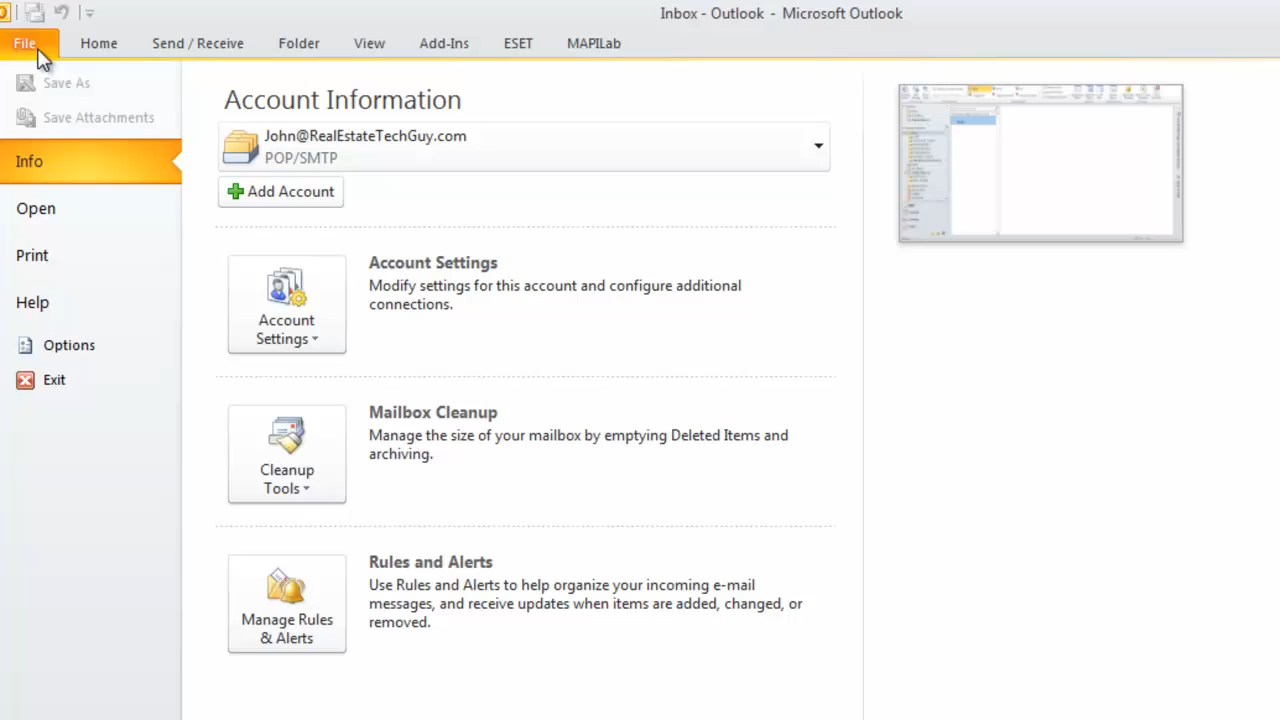 Inbox - Outlook - Microsoft Outlook
File Home Send / Receive Folder View Add-Ins ESET MAPILab
Save As
Save Attachments
Info
Open
Print
Help
Options
Exit
Account Information
John@RealEstateTechGuy.com
POP/SMTP
Add Account
Account
Settings
Account Settings
Modify settings for this account and configure additional
connections.
Cleanup
Tools
Mailbox Cleanup
Manage the size of your mailbox by emptying Deleted Items and
archiving.
Manage Rules
& Alerts
Rules and Alerts
Use Rules and Alerts to help organize your incoming e-mail
messages, and receive updates when items are added, changed, or
removed.